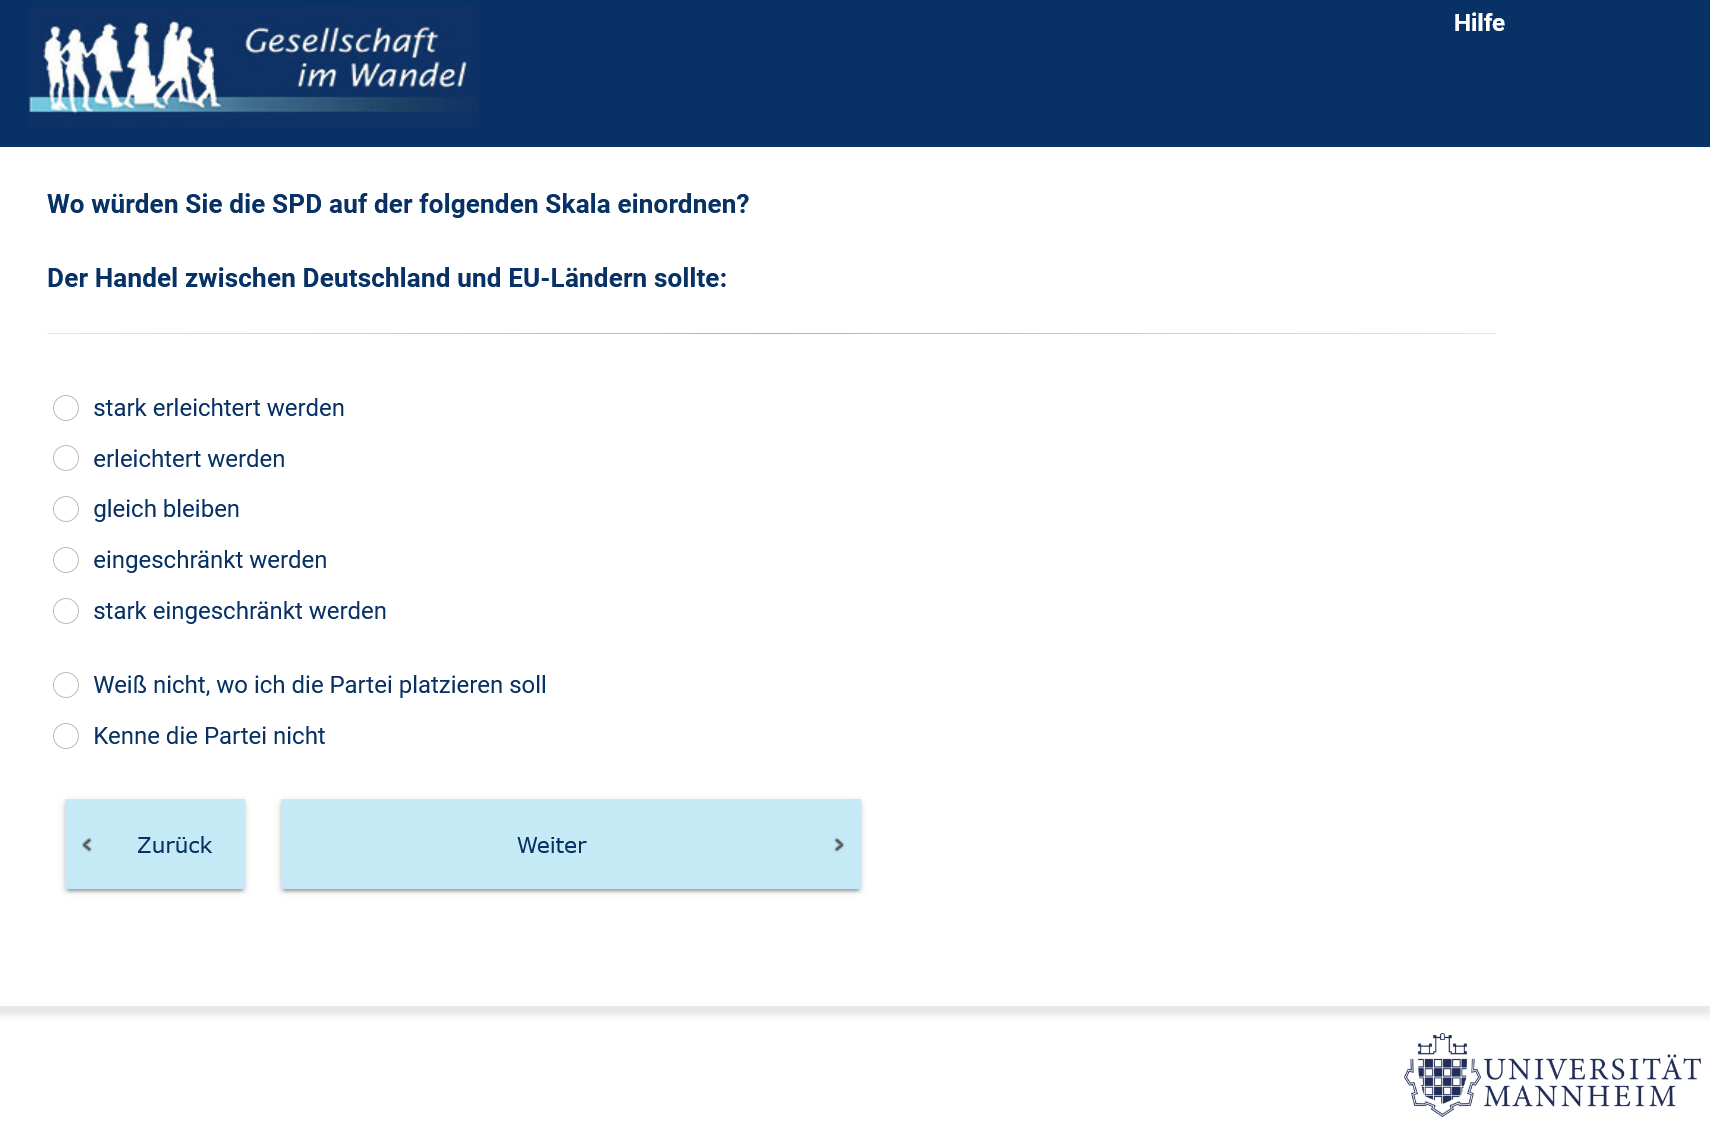 Gesellschaft
im Wandel
Hilfe
Wo würden Sie die SPD auf der folgenden Skala einordnen?
Der Handel zwischen Deutschland und EU-Ländern sollte:
stark erleichtert werden
erleichtert werden
gleich bleiben
eingeschränkt werden
stark eingeschränkt werden
Weiß nicht, wo ich die Partei platzieren soll
Kenne die Partei nicht
Zurück
Weiter
UNIVERSITÄT
MANNHEIM